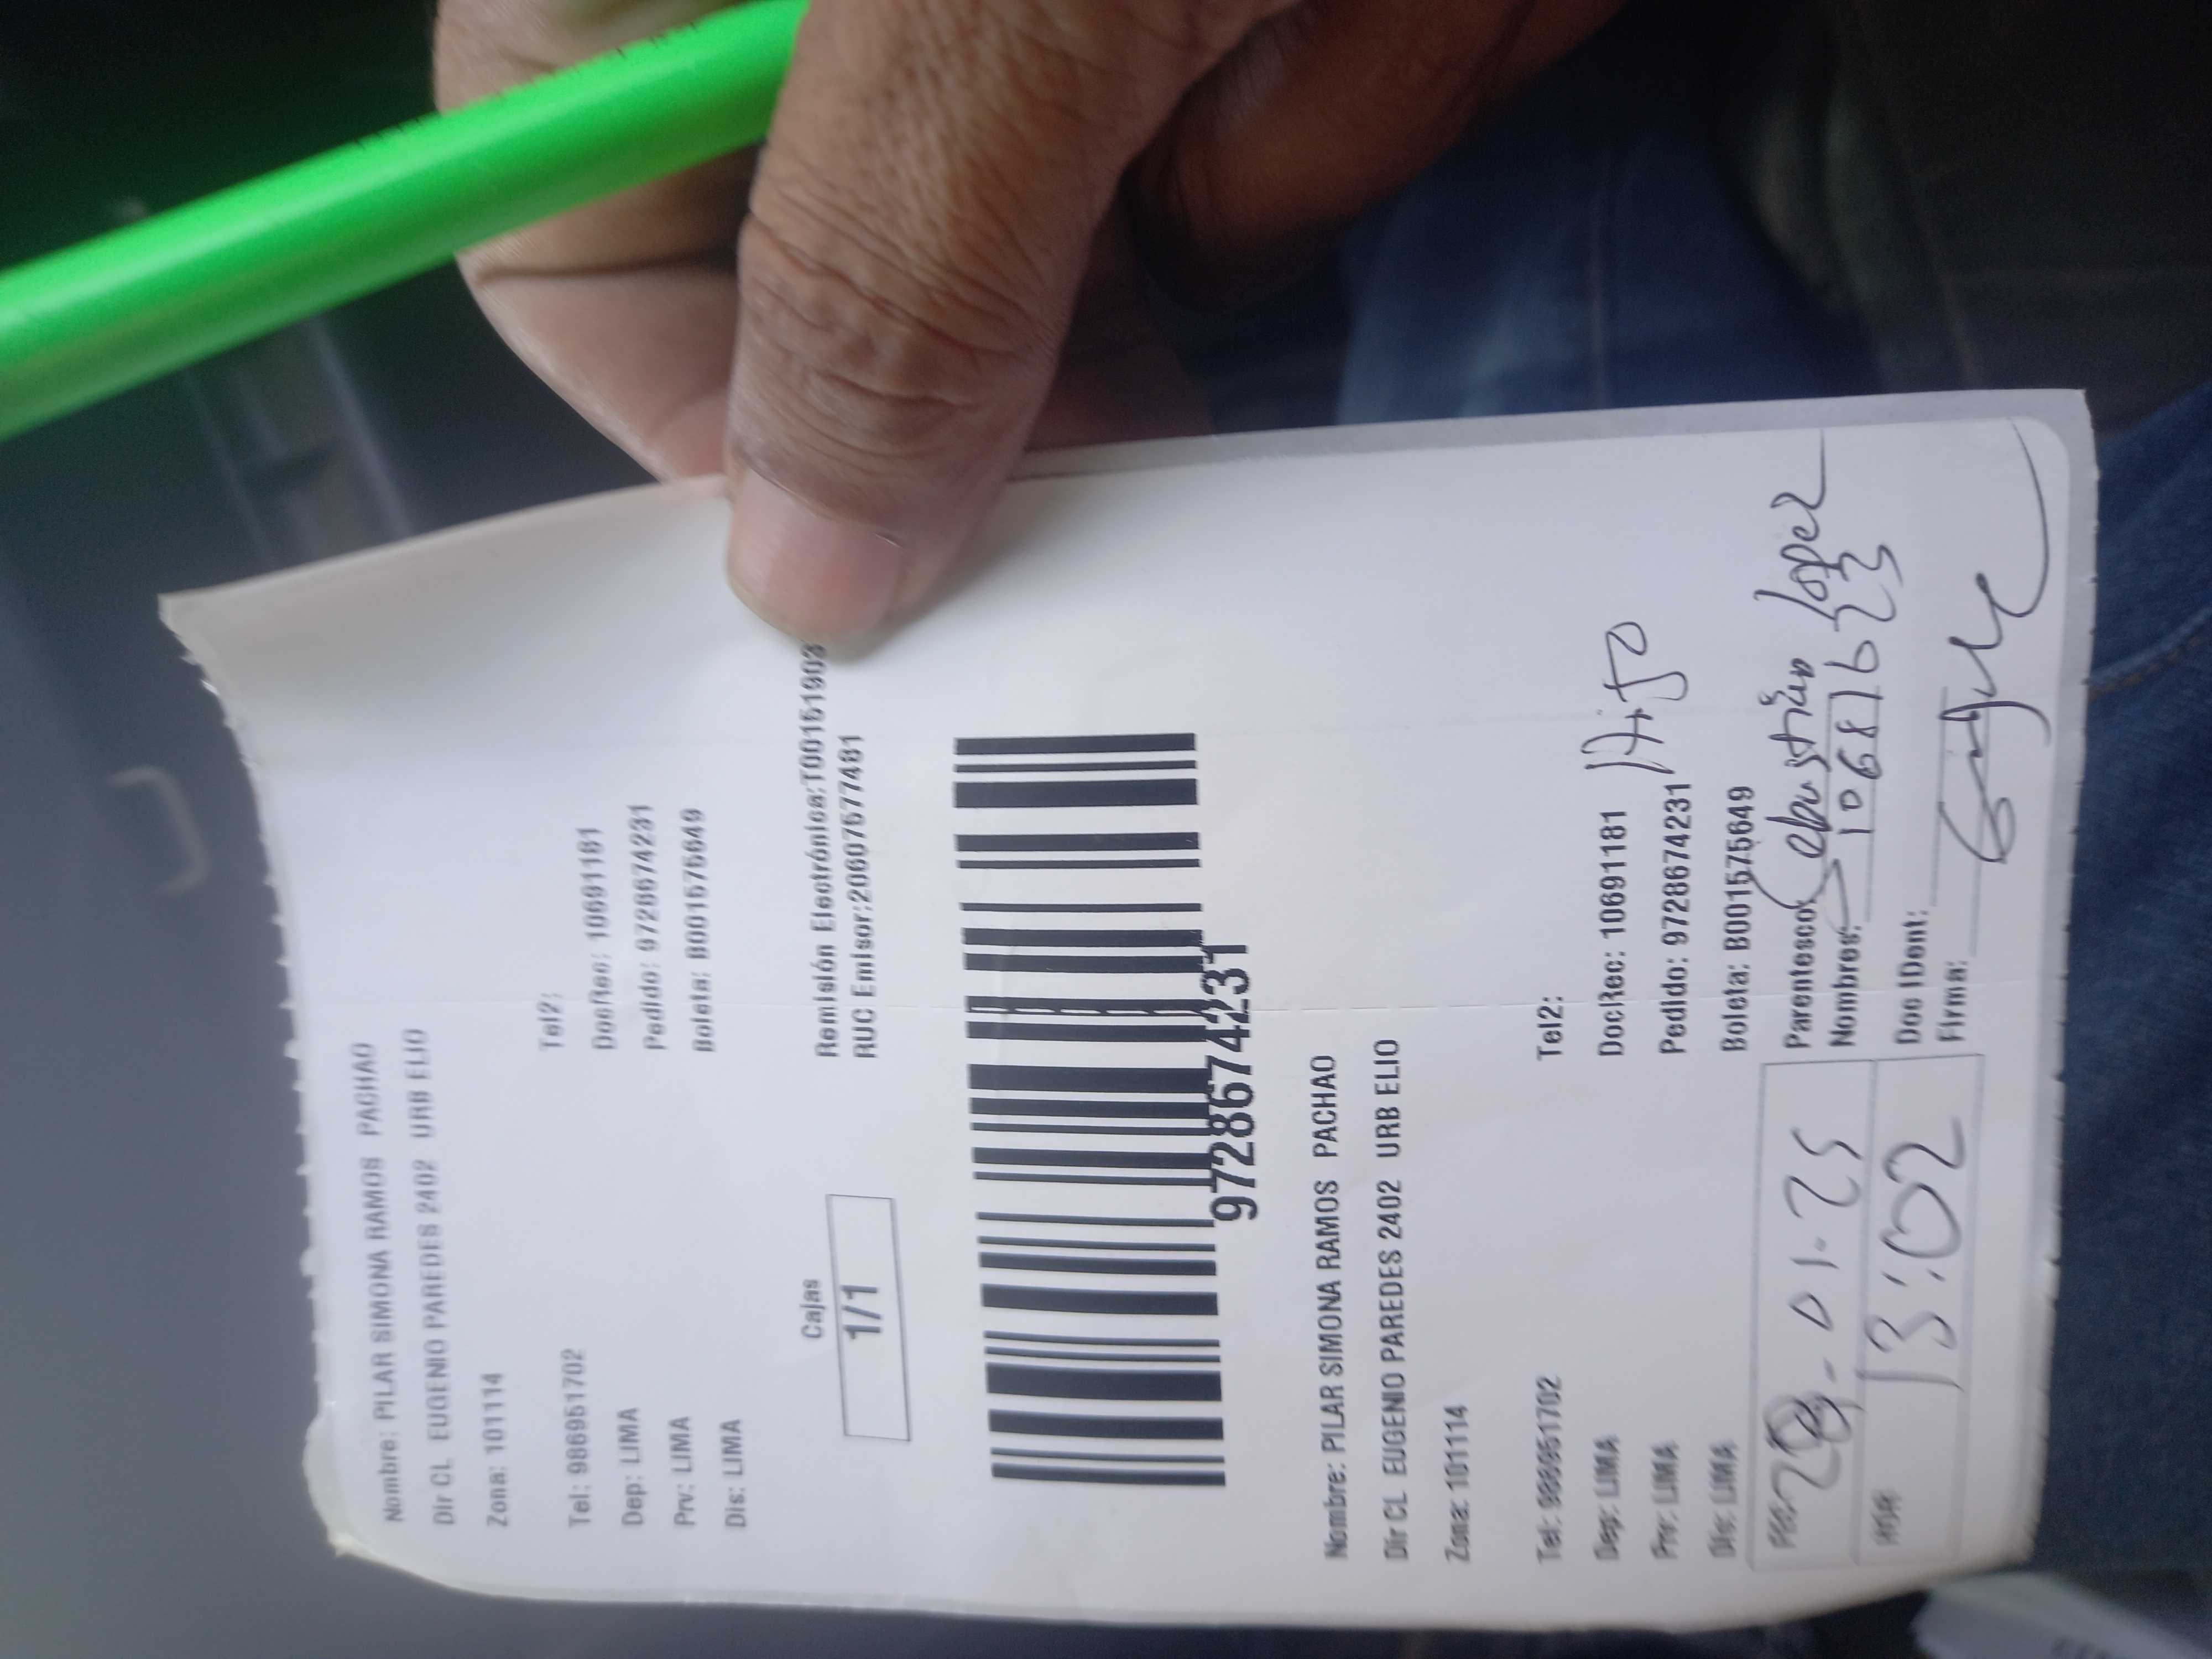 Nombre: PILAR SIMONA RAMOS PACHAO
Dir CL EUGENIO PAREDES 2402 URB ELIO
Zona: 101114
Tel: 986951702 Tel2:
Dep: LIMA DocRec: 10691181
Prv: LIMA Pedido: 9728674231
Dis: LIMA Boleta: B001575649
Cajas
1/1
Remisión Electrónica:T00151903
RUC Emisor:20607577481
9728674231
Nombre: PILAR SIMONA RAMOS PACHAO
Dir CL EUGENIO PAREDES 2402 URB ELIO
Zona: 101114
Tel: 986951702 Tel2:
Dep: LIMA DocRec: 10691181
Prv: LIMA Pedido: 9728674231 Hijo
Dis: LIMA Boleta: B001575649
01-25 Parentesco:
Nombres: Sebastián Lopez
13:02 Doc IDent:
Firma: